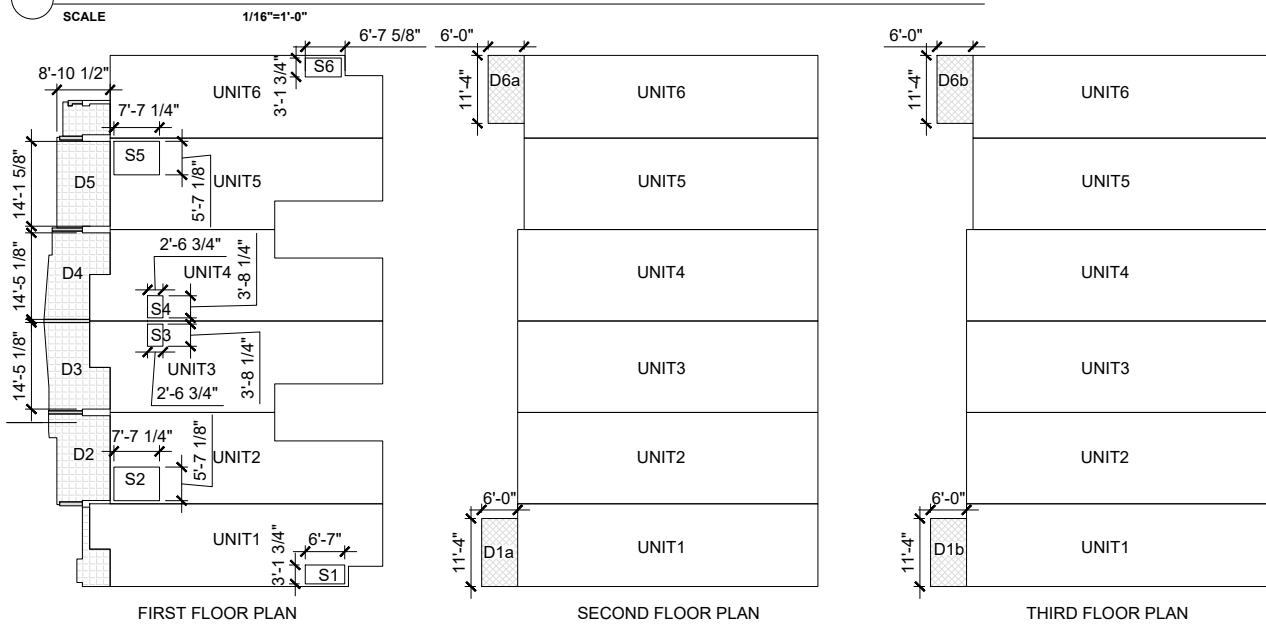 SCALE 1/16"=1'-0"
6'-7 5/8" 6'-0" 6'-0"
8'-10 1/2" S6 3'-1 3/4" UNIT6 11'-4" D6a UNIT6 11'-4" D6b UNIT6
7'-7 1/4"
14'-1 5/8" D5 S5 5'-7 1/8" UNIT5 UNIT5 UNIT5
2'-6 3/4"
14'-5 1/8" D4 UNIT4 3'-8 1/4" UNIT4 UNIT4
S4
S3
14'-5 1/8" D3 UNIT3 3'-8 1/4" UNIT3 UNIT3
2'-6 3/4"
7'-7 1/4"
D2 S2 5'-7 1/8" UNIT2 UNIT2 UNIT2
6'-0" 6'-0"
UNIT1 3'-1 3/4" 6'-7" 11'-4" D1a UNIT1 11'-4" D1b UNIT1
S1
FIRST FLOOR PLAN SECOND FLOOR PLAN THIRD FLOOR PLAN